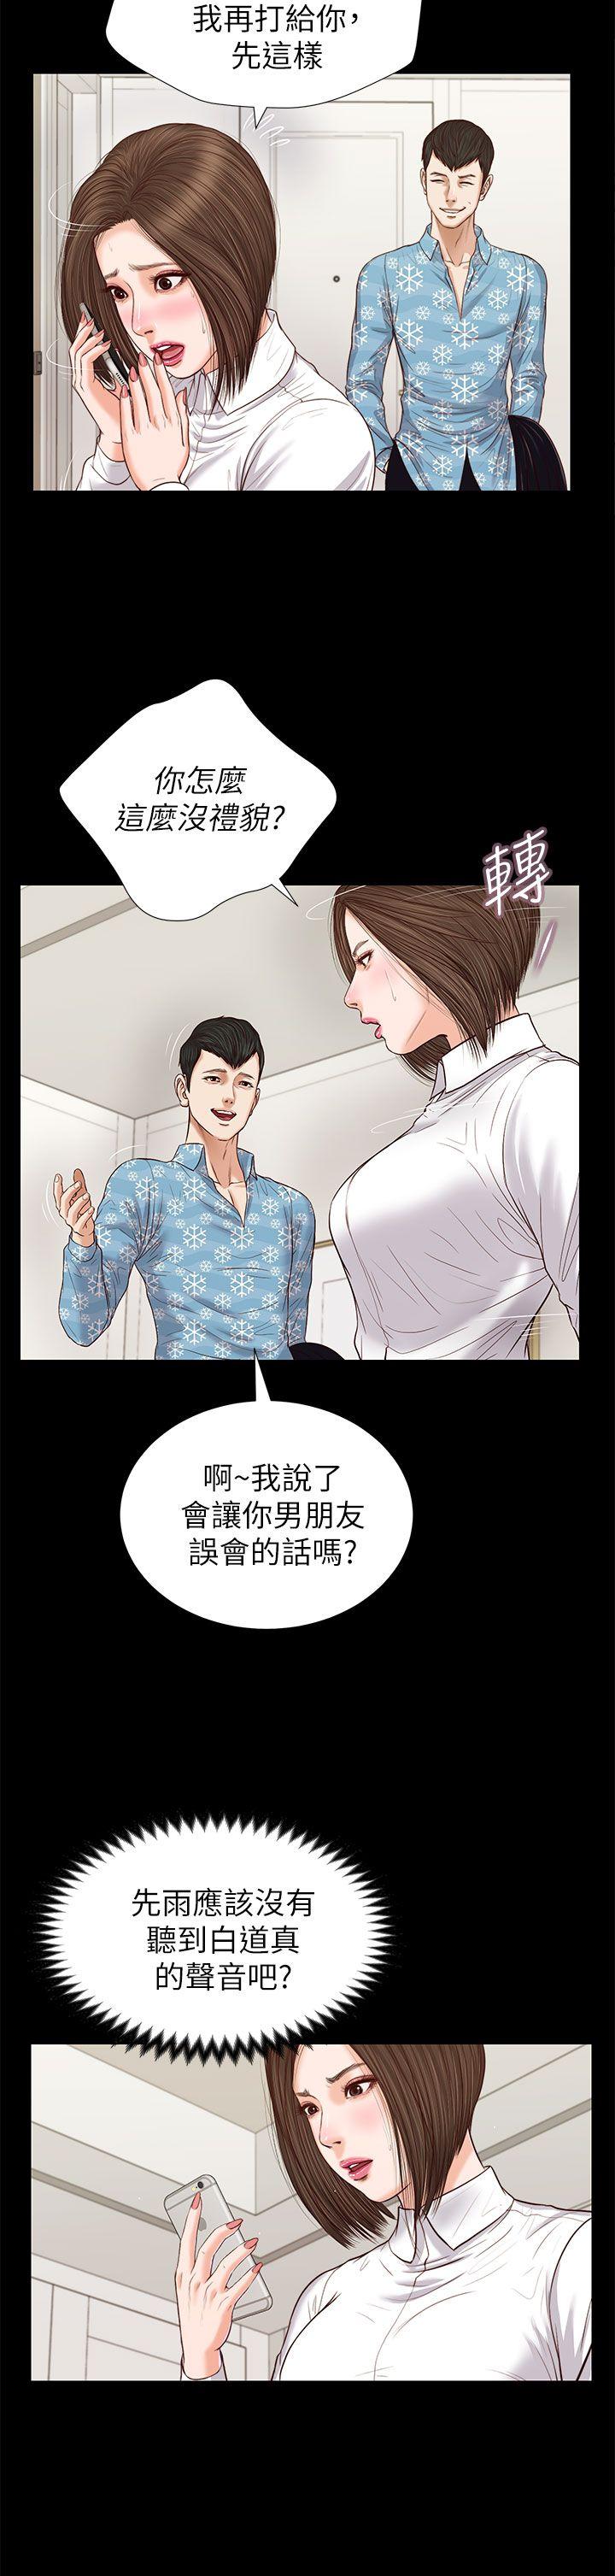 我再打給你,
先這樣
你怎麼
這麼沒禮貌?
轉
啊~我說了
會讓你男朋友
誤會的話嗎?
先雨應該沒有
聽到白道真
的聲音吧?